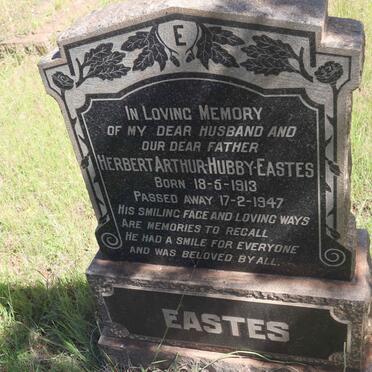 E
IN LOVING MEMORY
OF MY DEAR HUSBAND AND
OUR DEAR FATHER
HERBERT ARTHUR·HUBBY·EASTES
BORN 18-5-1913
PASSED AWAY 17-2-1947
HIS SMILING FACE AND LOVING WAYS
ARE MEMORIES TO RECALL
HE HAD A SMILE FOR EVERYONE
AND WAS BELOVED BY ALL.
EASTES